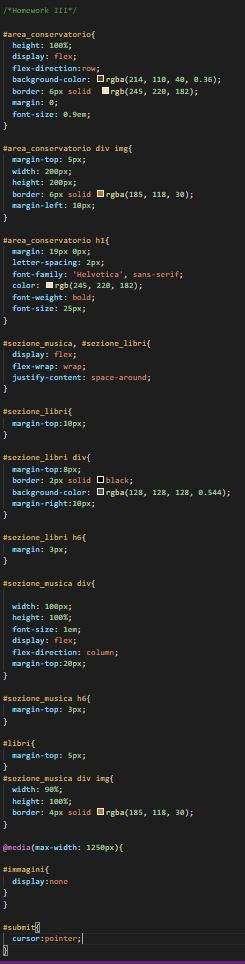 /*Homework III*/
#area_conservatorio{
height: 100%;
display: flex;
flex-direction:row;
background-color: rgba(214, 110, 40, 0.36);
border: 6px solid rgb(245, 220, 182);
margin: 0;
font-size: 0.9em;
}
#area_conservatorio div img{
margin-top: 5px;
width: 200px;
height: 200px;
border: 6px solid rgba(185, 118, 30);
margin-left: 10px;
}
#area_conservatorio h1{
margin: 19px 0px;
letter-spacing: 2px;
font-family: 'Helvetica', sans-serif;
color: rgb(245, 220, 182);
font-weight: bold;
font-size: 25px;
}
#sezione_musica, #sezione_libri{
display: flex;
flex-wrap: wrap;
justify-content: space-around;
}
#sezione_libri{
margin-top:10px;
}
#sezione_libri div{
margin-top:8px;
border: 2px solid black;
background-color: rgba(128, 128, 128, 0.544);
margin-right:10px;
}
#sezione_libri h6{
margin: 3px;
}
#sezione_musica div{
width: 100px;
height: 100%;
font-size: 1em;
display: flex;
flex-direction: column;
margin-top:20px;
}
#sezione_musica h6{
margin-top: 3px;
}
#libri{
margin-top: 5px;
}
#sezione_musica div img{
width: 90%;
height: 100%;
border: 4px solid rgba(185, 118, 30);
}
@media(max-width: 1250px){
#immagini{
display:none
}
}
#submit{
cursor:pointer;
}